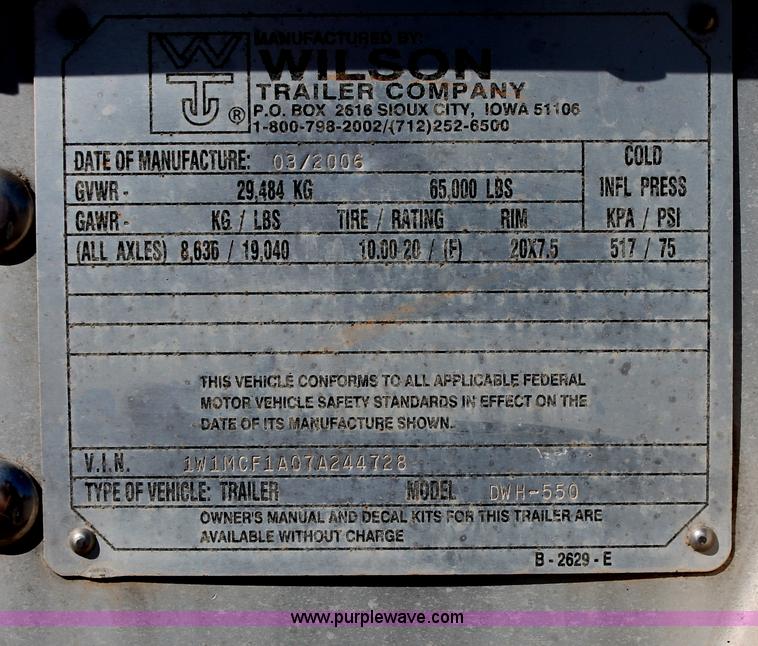 MANUFACTURED BY:
WILSON
TRAILER COMPANY
P.O. BOX 2616 SIOUX CITY, IOWA 51106
1-800-798-2002/(712)252-6500
WT ®
DATE OF MANUFACTURE: 03/2006
COLD
INFL PRESS
KPA / PSI
GVWR - 29,484 KG 65,000 LBS
GAWR - KG / LBS TIRE / RATING RIM
(ALL AXLES) 8,636 / 19,040 10.00-20 / (F) 20X7.5 517 / 75
THIS VEHICLE CONFORMS TO ALL APPLICABLE FEDERAL
MOTOR VEHICLE SAFETY STANDARDS IN EFFECT ON THE
DATE OF ITS MANUFACTURE SHOWN.
V.I.N. 1W1MCF1A07A244728
TYPE OF VEHICLE: TRAILER MODEL DWH-550
OWNER'S MANUAL AND DECAL KITS FOR THIS TRAILER ARE
AVAILABLE WITHOUT CHARGE
B - 2629 - E
www.purplewave.com